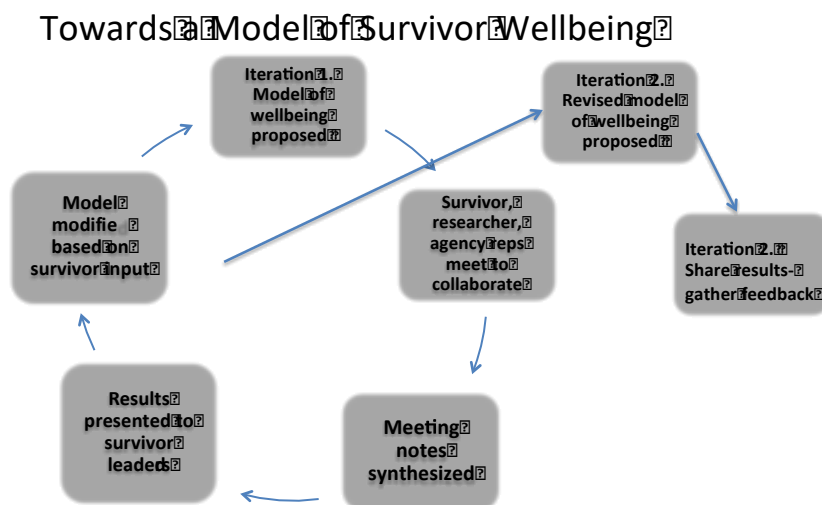 Towards a Model of Survivor Wellbeing
Iteration 1.
Model of
wellbeing
proposed
Iteration 2.
Revised model
of wellbeing
proposed
Survivor,
researcher,
agency reps
meet to
collaborate
Iteration 2.
Share results-
gather feedback
Meeting
notes
synthesized
Results
presented to
survivor
leaders
Model
modified
based on
survivor input